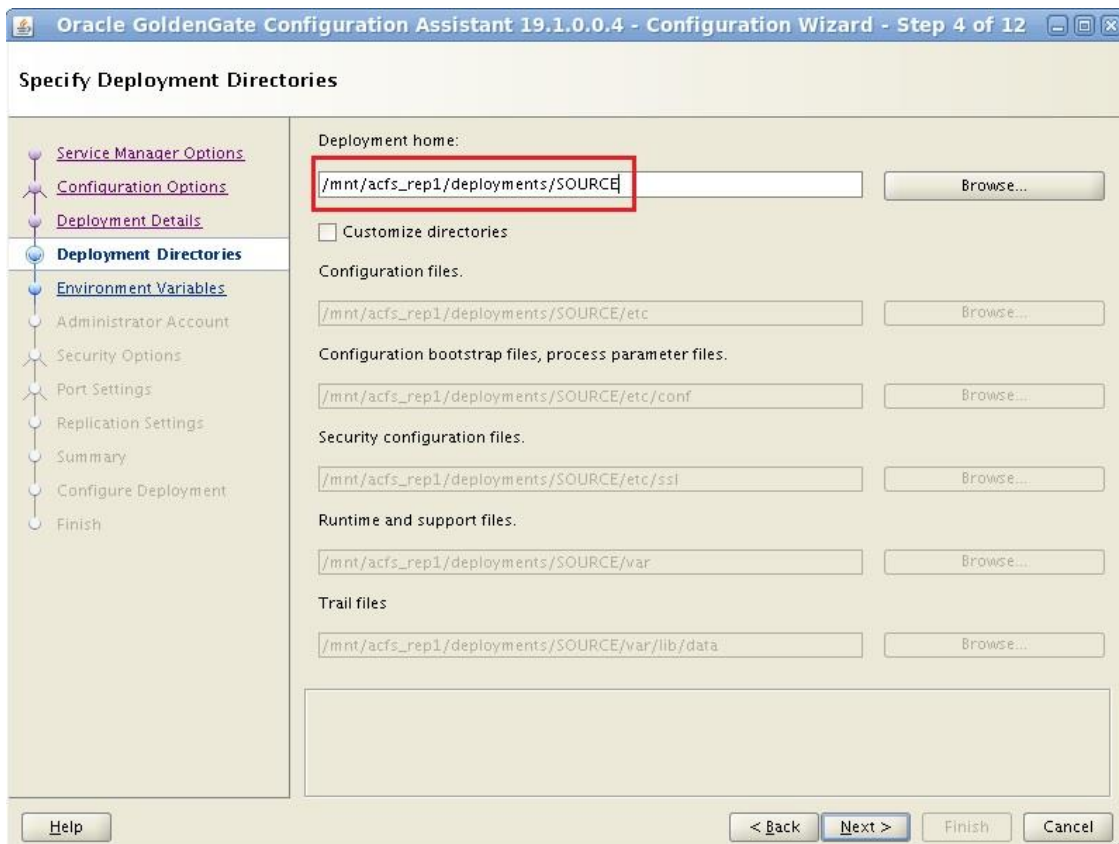 Oracle GoldenGate Configuration Assistant 19.1.0.0.4 - Configuration Wizard - Step 4 of 12
Specify Deployment Directories
Service Manager Options
Configuration Options
Deployment Details
Deployment Directories
Environment Variables
Administrator Account
Security Options
Port Settings
Replication Settings
Summary
Configure Deployment
Finish
Deployment home:
/mnt/acfs_rep1/deployments/SOURCE
Browse...
Customize directories
Configuration files.
/mnt/acfs_rep1/deployments/SOURCE/etc
Browse...
Configuration bootstrap files, process parameter files.
/mnt/acfs_rep1/deployments/SOURCE/etc/conf
Browse...
Security configuration files.
/mnt/acfs_rep1/deployments/SOURCE/etc/ssl
Browse...
Runtime and support files.
/mnt/acfs_rep1/deployments/SOURCE/var
Browse...
Trail files
/mnt/acfs_rep1/deployments/SOURCE/var/lib/data
Browse...
Help
< Back
Next >
Finish
Cancel